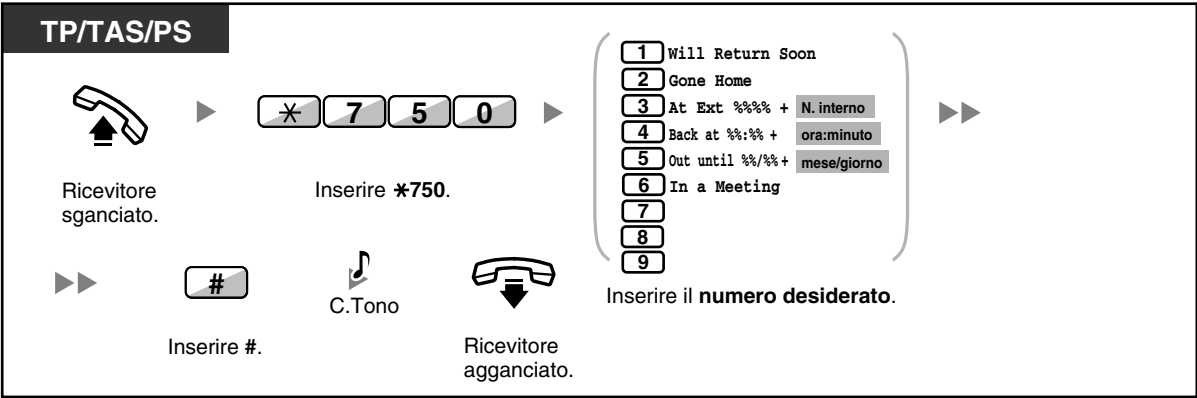 TP/TAS/PS
1 Will Return Soon
2 Gone Home
3 At Ext %%%% + N. interno
4 Back at %%:%% + ora:minuto
5 Out until %%/%%+ mese/giorno
6 In a Meeting
7
8
9
* 7 5 0
Ricevitore
sganciato.
Inserire *750.
Inserire il numero desiderato.
#
C.Tono
Inserire #.
Ricevitore
agganciato.